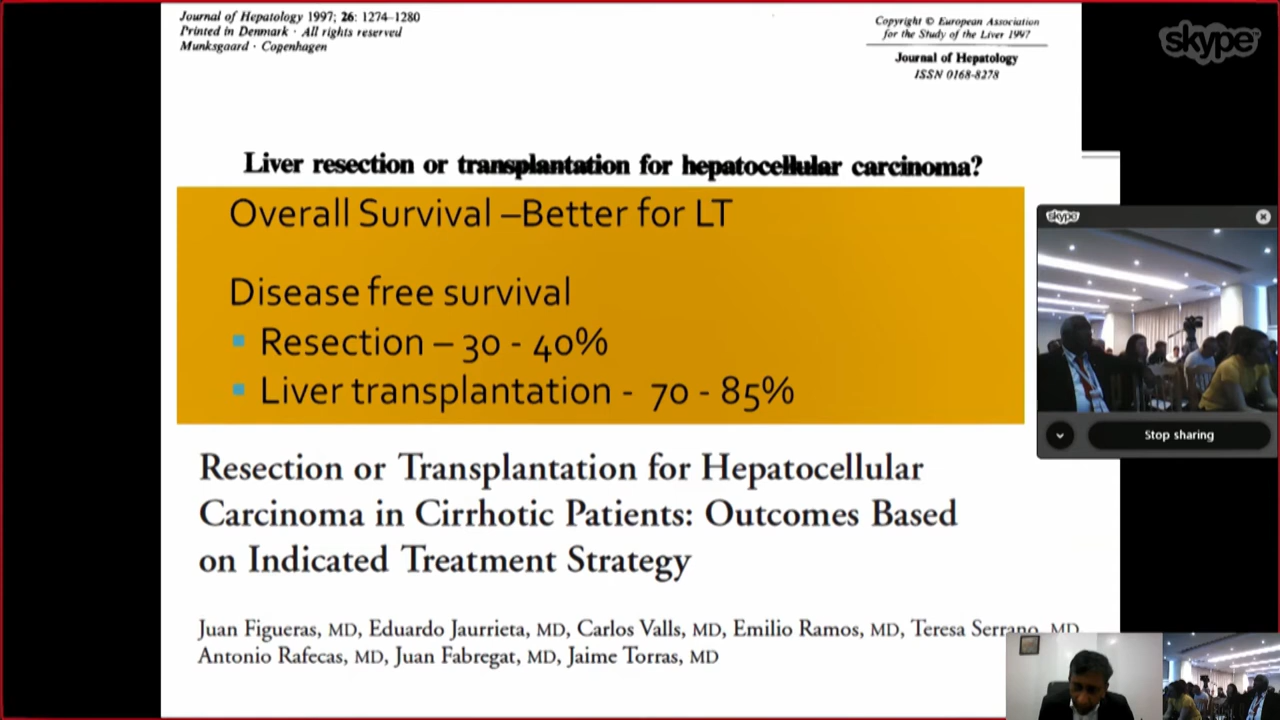 Journal of Hepatology 1997; 26: 1274–1280
Printed in Denmark · All rights reserved
Munksgaard · Copenhagen
Copyright © European Association
for the Study of the Liver 1997
Journal of Hepatology
ISSN 0168-8278
skype
Liver resection or transplantation for hepatocellular carcinoma?
Overall Survival –Better for LT
Disease free survival
▪ Resection – 30 - 40%
▪ Liver transplantation - 70 - 85%
skype
Stop sharing
Resection or Transplantation for Hepatocellular
Carcinoma in Cirrhotic Patients: Outcomes Based
on Indicated Treatment Strategy
Juan Figueras, MD, Eduardo Jaurrieta, MD, Carlos Valls, MD, Emilio Ramos, MD, Teresa Serrano, MD
Antonio Rafecas, MD, Juan Fabregat, MD, Jaime Torras, MD